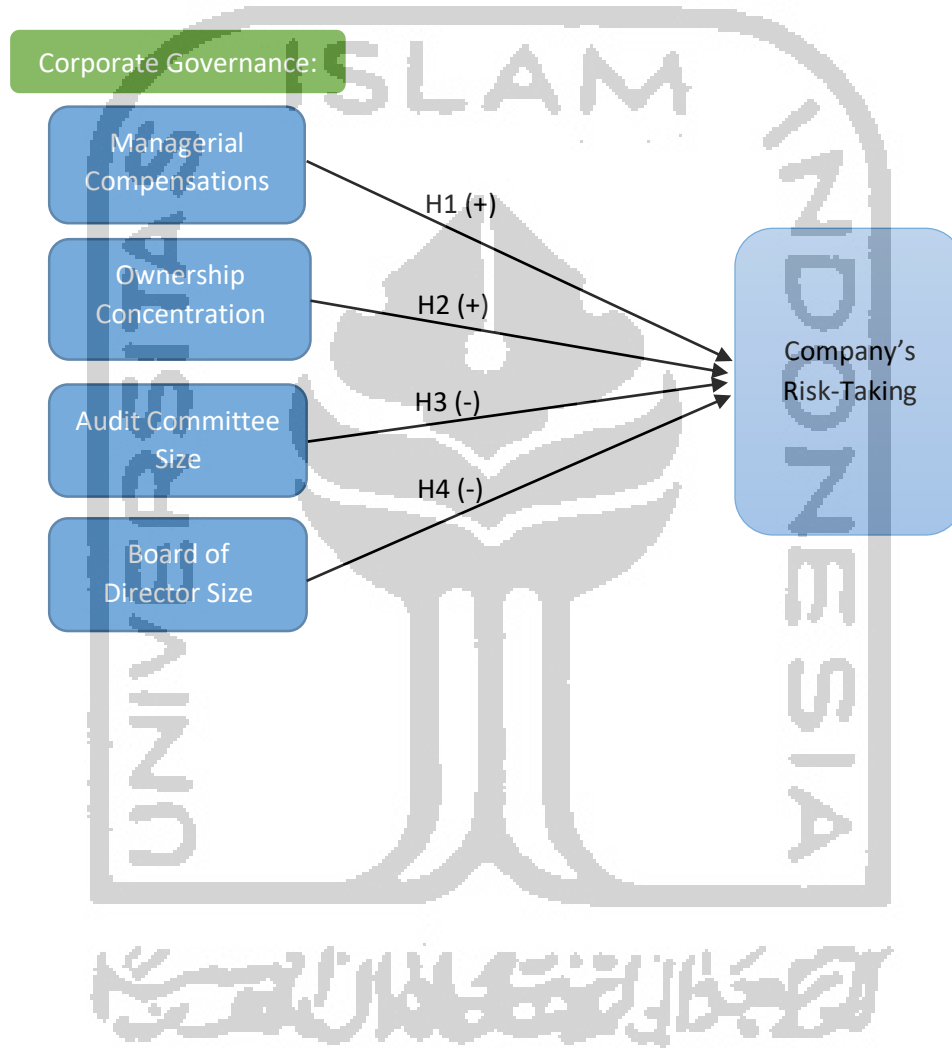 Corporate Governance:
Managerial
Compensations
Ownership
Concentration
Audit Committee
Size
Board of
Director Size
H1 (+)
H2 (+)
H3 (-)
H4 (-)
Company’s
Risk-Taking
UNIVERSITAS
ISLAM
INDONESIA